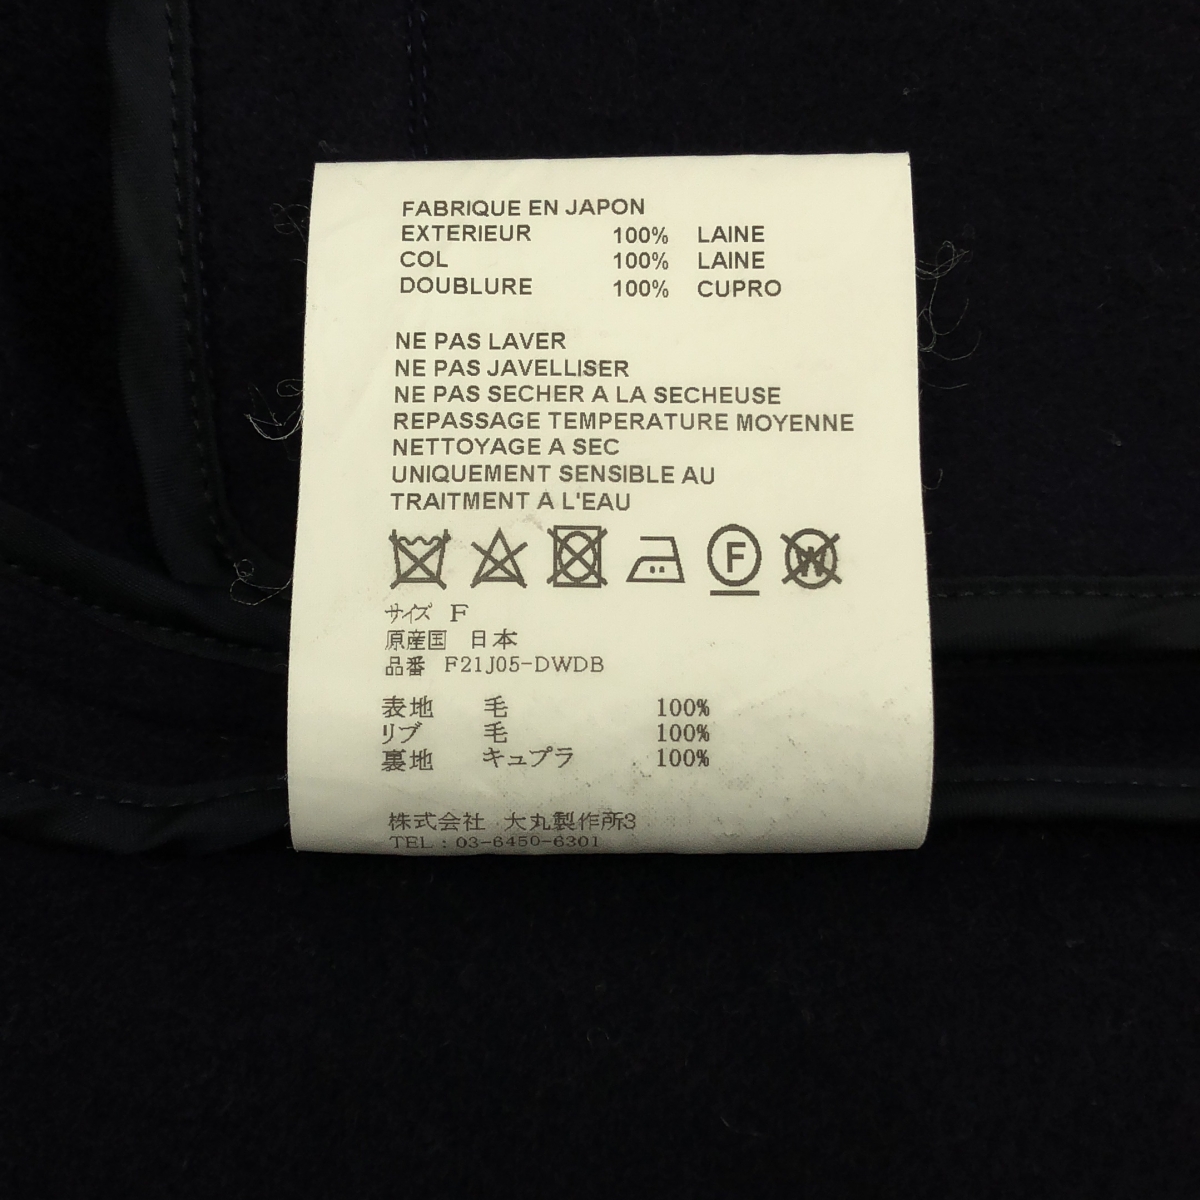 FABRIQUE EN JAPON
EXTERIEUR 100% LAINE
COL 100% LAINE
DOUBLURE 100% CUPRO
NE PAS LAVER
NE PAS JAVELLISER
NE PAS SECHER A LA SECHEUSE
REPASSAGE TEMPERATURE MOYENNE
NETTOYAGE A SEC
UNIQUEMENT SENSIBLE AU
TRAITMENT A L'EAU
F W
サイズ F
原産国 日本
品番 F21J05-DWDB
表地 毛 100%
リブ 毛 100%
裏地 キュプラ 100%
株式会社 大丸製作所3
TEL : 03-6450-6301